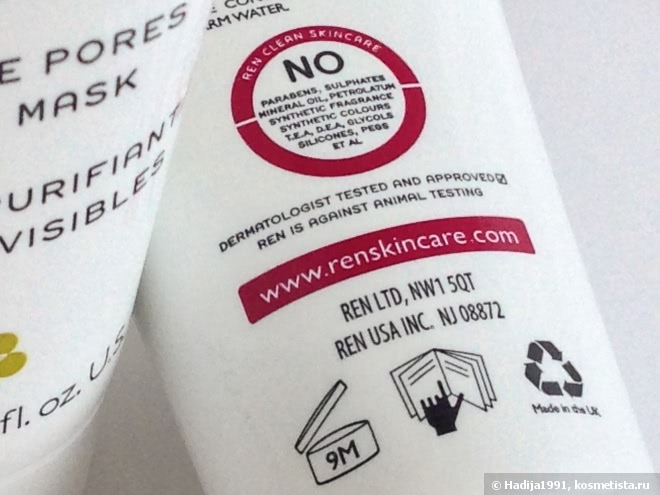 E PORES
MASK
PURIFIANT
VISIBLES
fl. oz. U.S
RM WATER.
REN CLEAN SKINCARE
NO
PARABENS, SULPHATES
MINERAL OIL, PETROLATUM
SYNTHETIC FRAGRANCE
SYNTHETIC COLOURS
T.E.A, D.E.A, GLYCOLS
SILICONES, PEGS
ET AL
DERMATOLOGIST TESTED AND APPROVED ☑
REN IS AGAINST ANIMAL TESTING
www.renskincare.com
REN LTD, NW1 5QT
REN USA INC. NJ 08872
9M
Made in the UK
© Hadija1991, kosmetista.ru